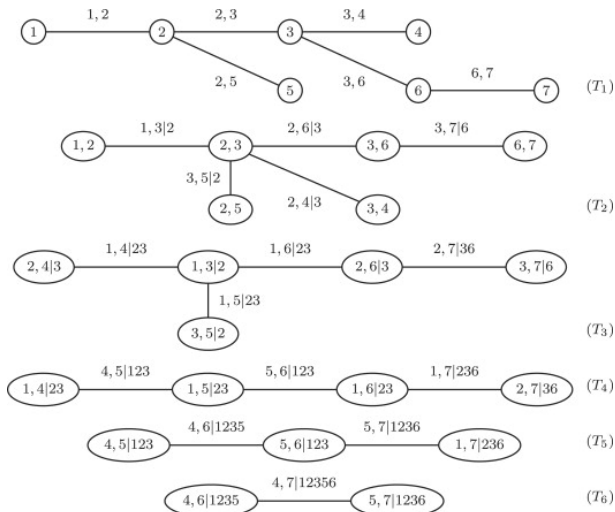 1, 2 2, 3 3, 4
1 2 3 4
2, 5 3, 6 6, 7
5 6 7 (T1)
1, 3|2 2, 6|3 3, 7|6
1, 2 2, 3 3, 6 6, 7
3, 5|2 2, 4|3
2, 5 3, 4 (T2)
1, 4|23 1, 6|23 2, 7|36
2, 4|3 1, 3|2 2, 6|3 3, 7|6
1, 5|23
3, 5|2 (T3)
4, 5|123 5, 6|123 1, 7|236
1, 4|23 1, 5|23 1, 6|23 2, 7|36 (T4)
4, 6|1235 5, 7|1236
4, 5|123 5, 6|123 1, 7|236 (T5)
4, 7|12356
4, 6|1235 5, 7|1236 (T6)